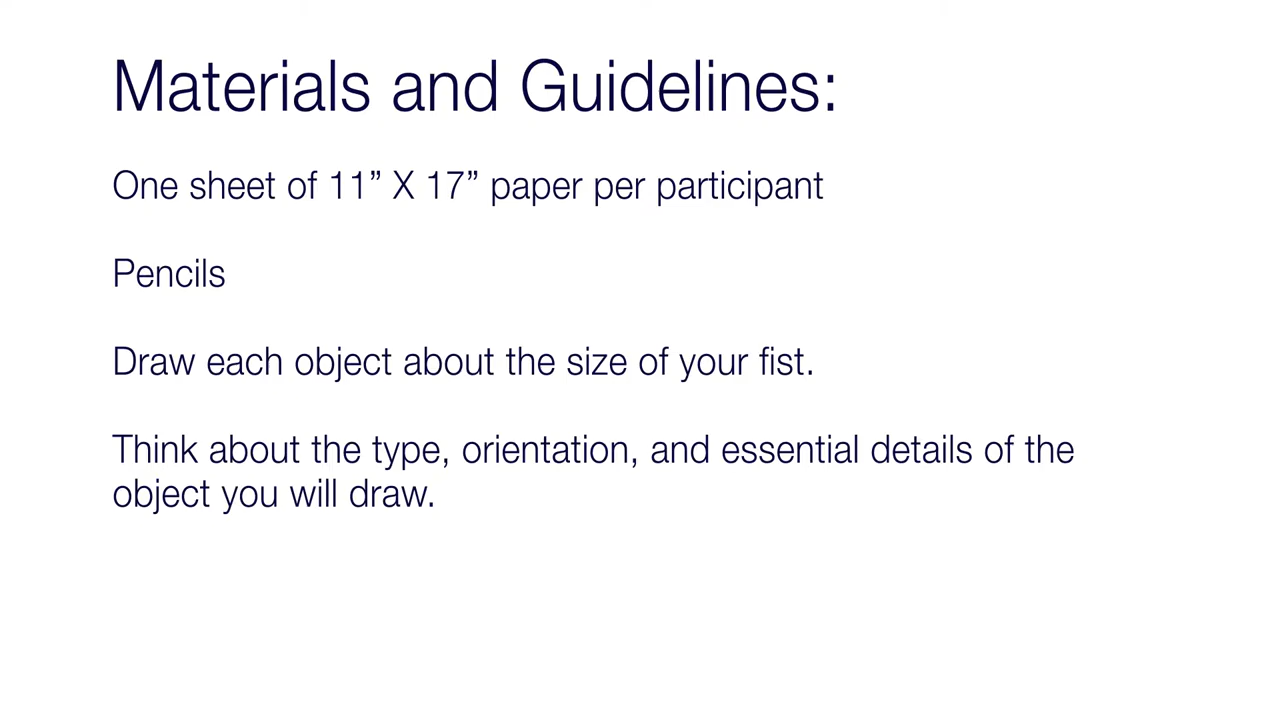 Materials and Guidelines:
One sheet of 11” X 17” paper per participant
Pencils
Draw each object about the size of your fist.
Think about the type, orientation, and essential details of the
object you will draw.